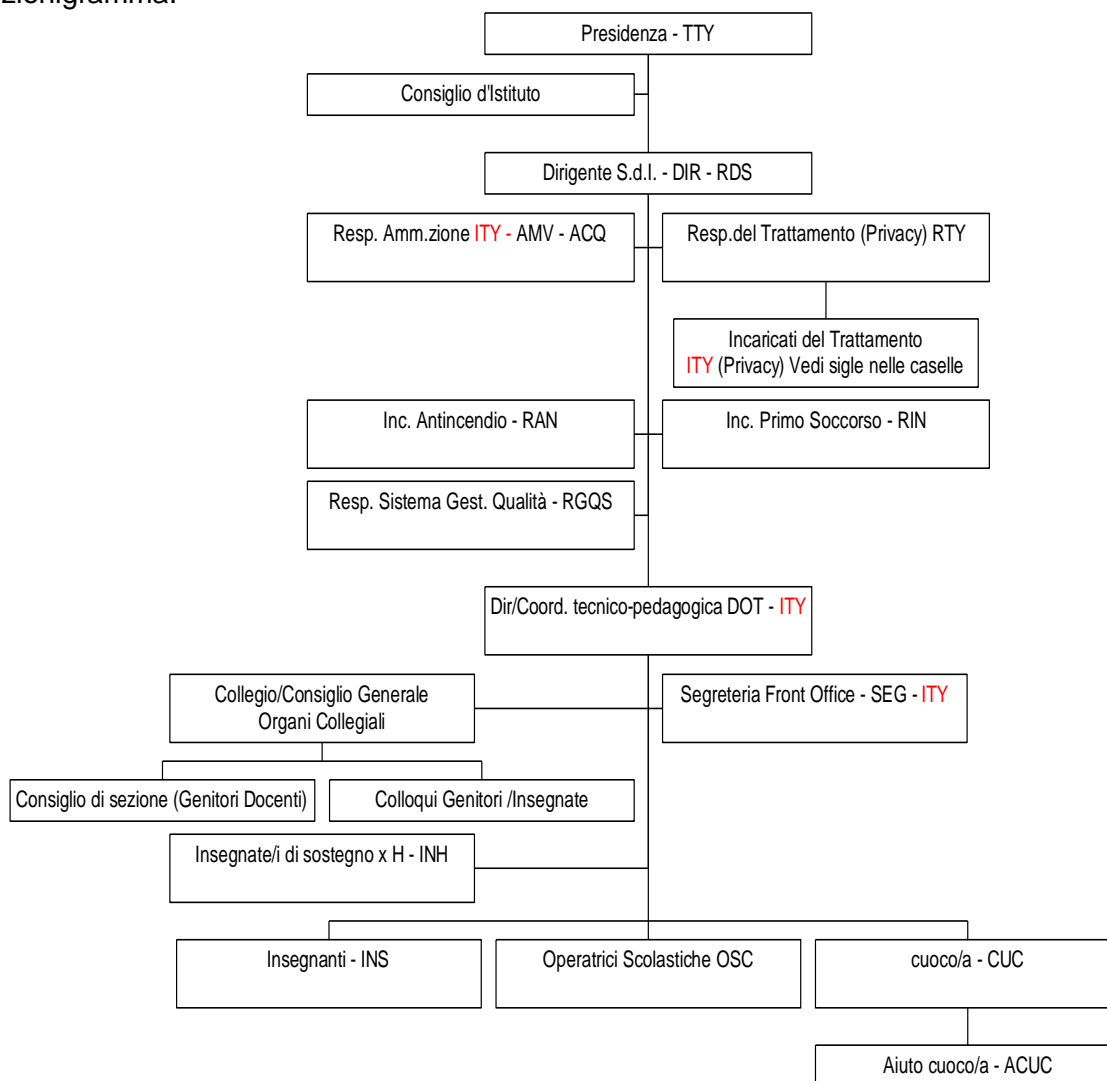 zionigramma:
Presidenza - TTY
Consiglio d'Istituto
Dirigente S.d.I. - DIR - RDS
Resp. Amm.zione ITY - AMV - ACQ
Resp.del Trattamento (Privacy) RTY
Incaricati del Trattamento
ITY (Privacy) Vedi sigle nelle caselle
Inc. Antincendio - RAN
Inc. Primo Soccorso - RIN
Resp. Sistema Gest. Qualità - RGQS
Dir/Coord. tecnico-pedagogica DOT - ITY
Collegio/Consiglio Generale
Organi Collegiali
Segreteria Front Office - SEG - ITY
Consiglio di sezione (Genitori Docenti)
Colloqui Genitori /Insegnate
Insegnate/i di sostegno x H - INH
Insegnanti - INS
Operatrici Scolastiche OSC
cuoco/a - CUC
Aiuto cuoco/a - ACUC